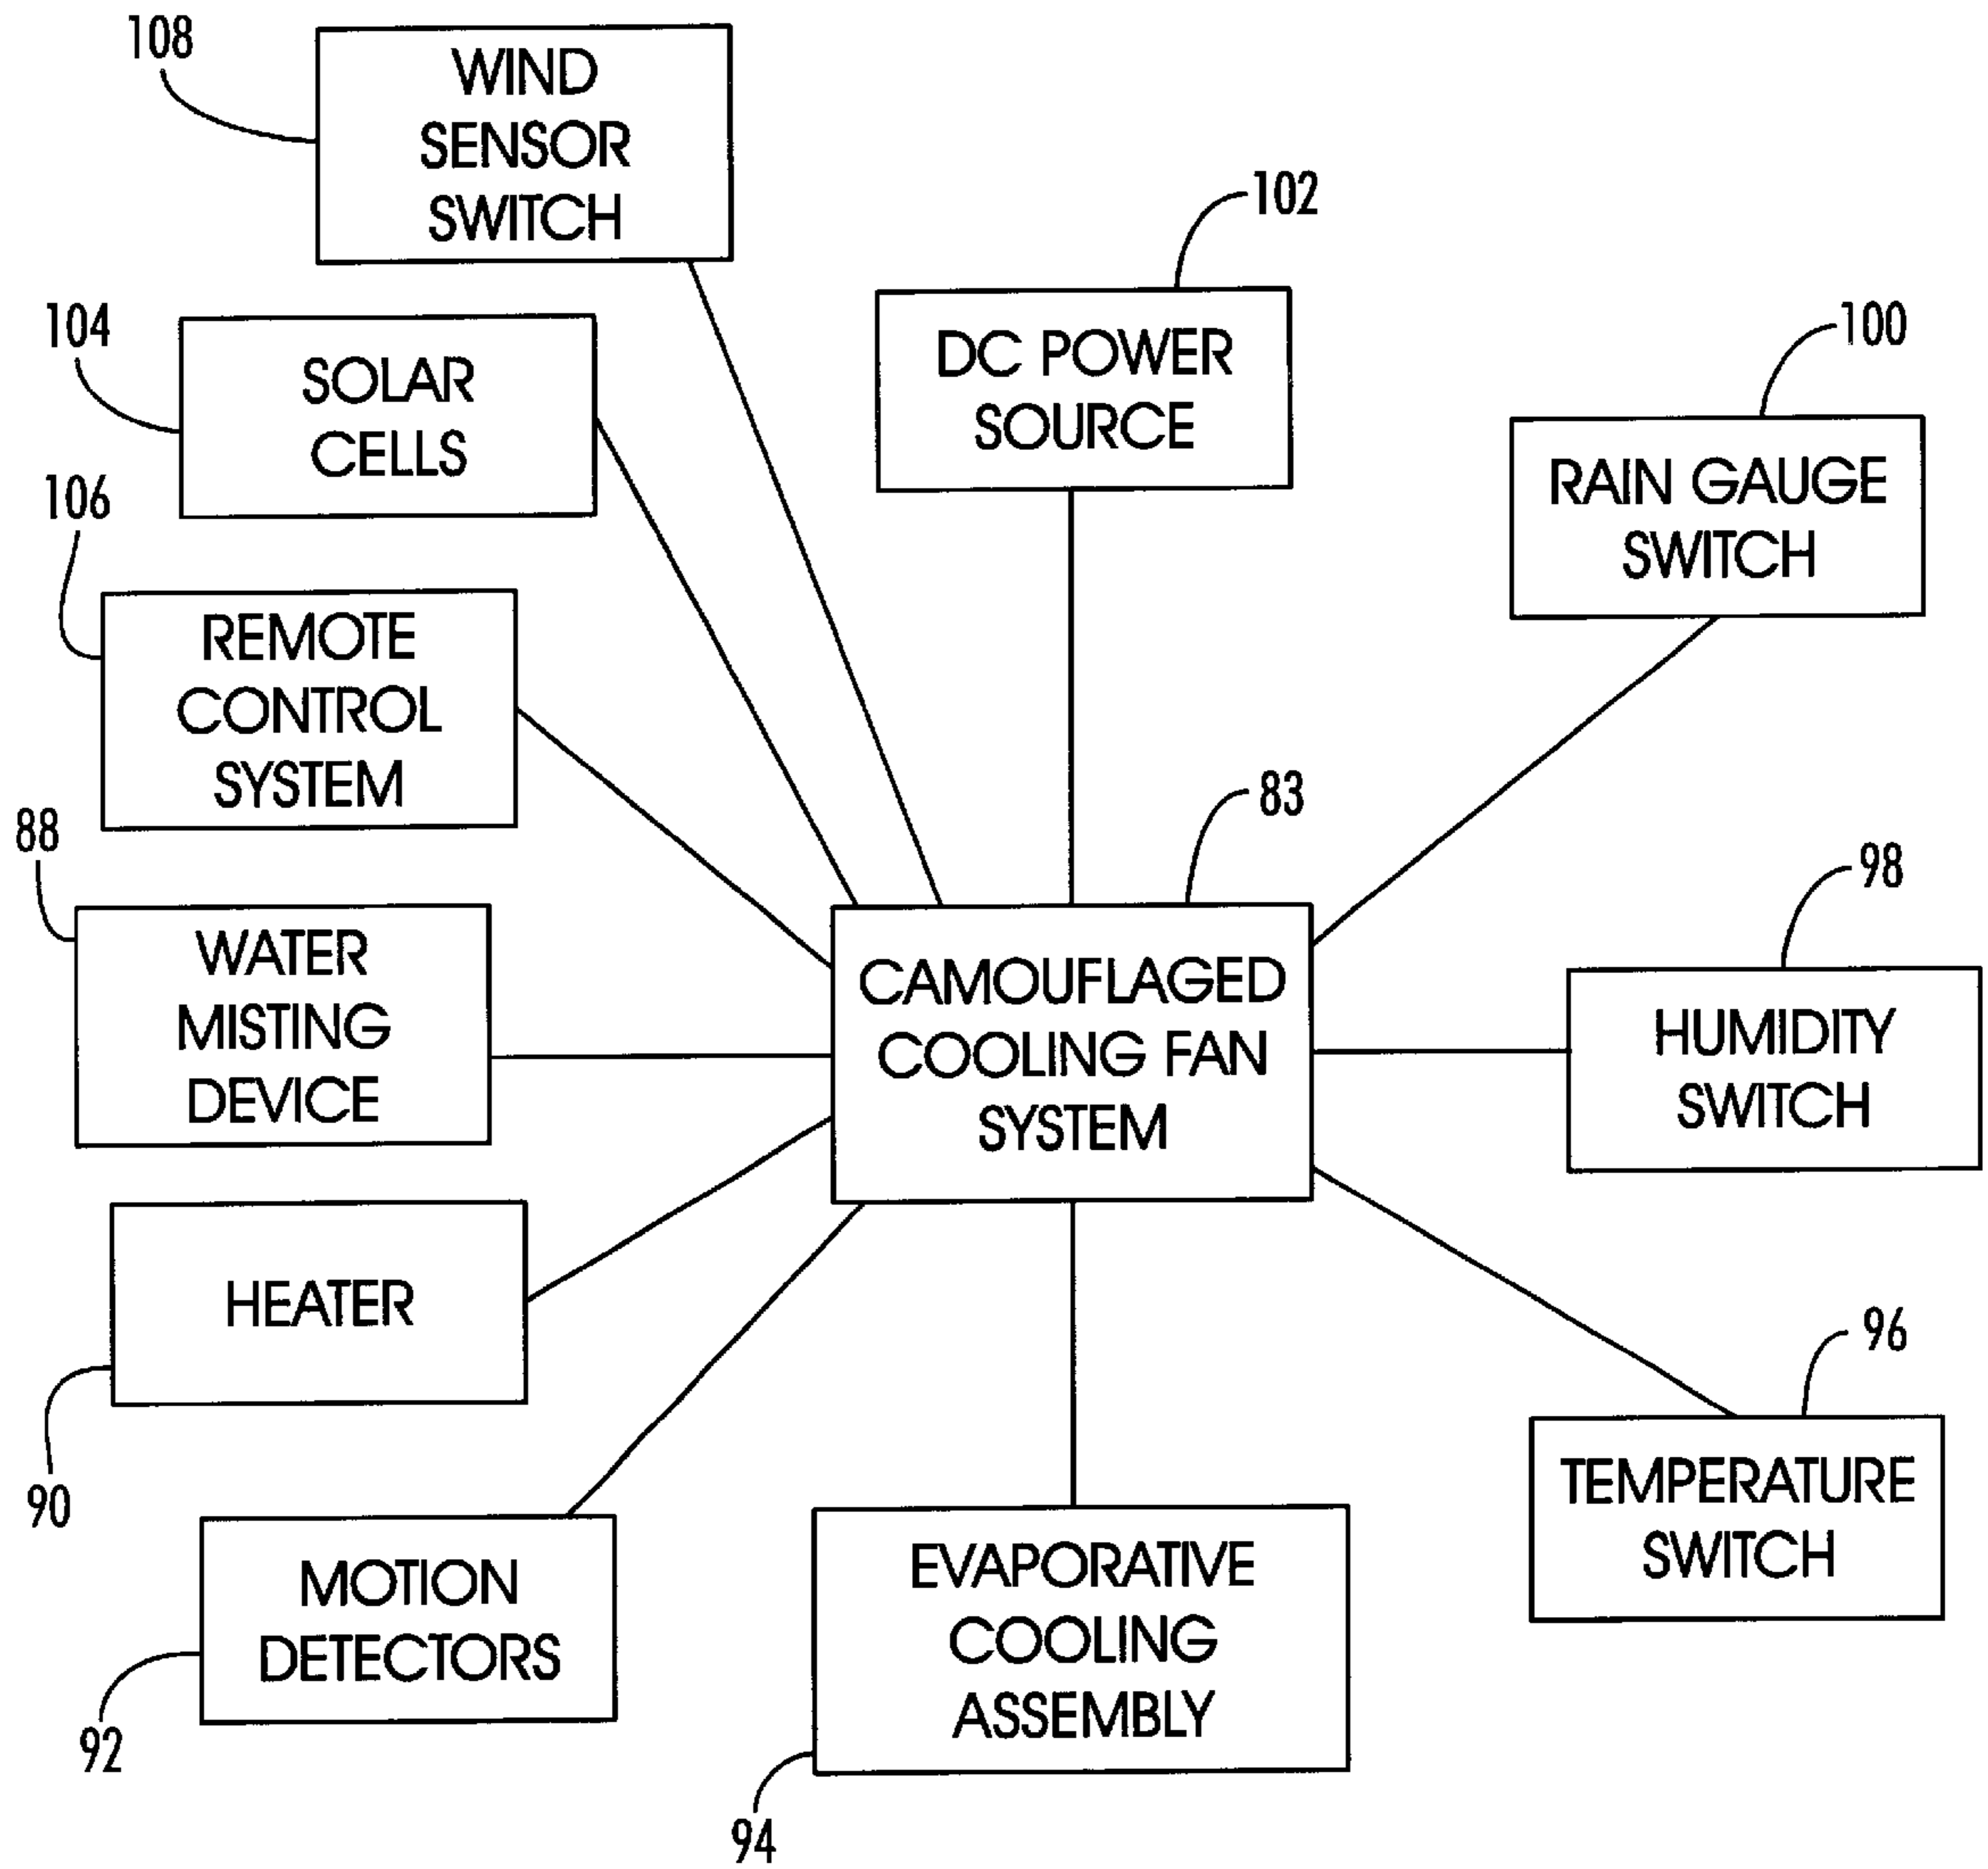 108
WIND
SENSOR
SWITCH
102
DC POWER
SOURCE
104
SOLAR
CELLS
100
RAIN GAUGE
SWITCH
106
REMOTE
CONTROL
SYSTEM
83
CAMOUFLAGED
COOLING FAN
SYSTEM
88
WATER
MISTING
DEVICE
98
HUMIDITY
SWITCH
HEATER
90
96
TEMPERATURE
SWITCH
MOTION
DETECTORS
92
EVAPORATIVE
COOLING
ASSEMBLY
94